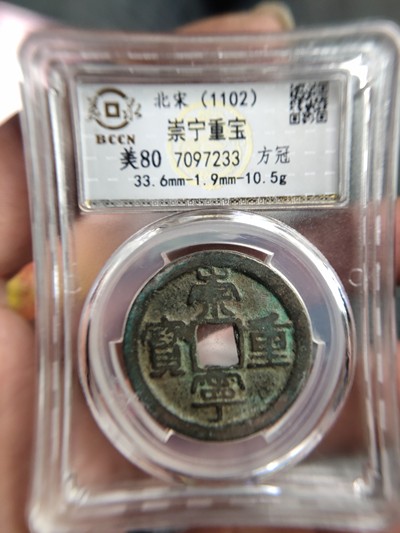 北宋 (1102)
BCCN
崇宁重宝
美80 7097233 方冠
33.6mm-1.9mm-10.5g
崇
寶 重
寧